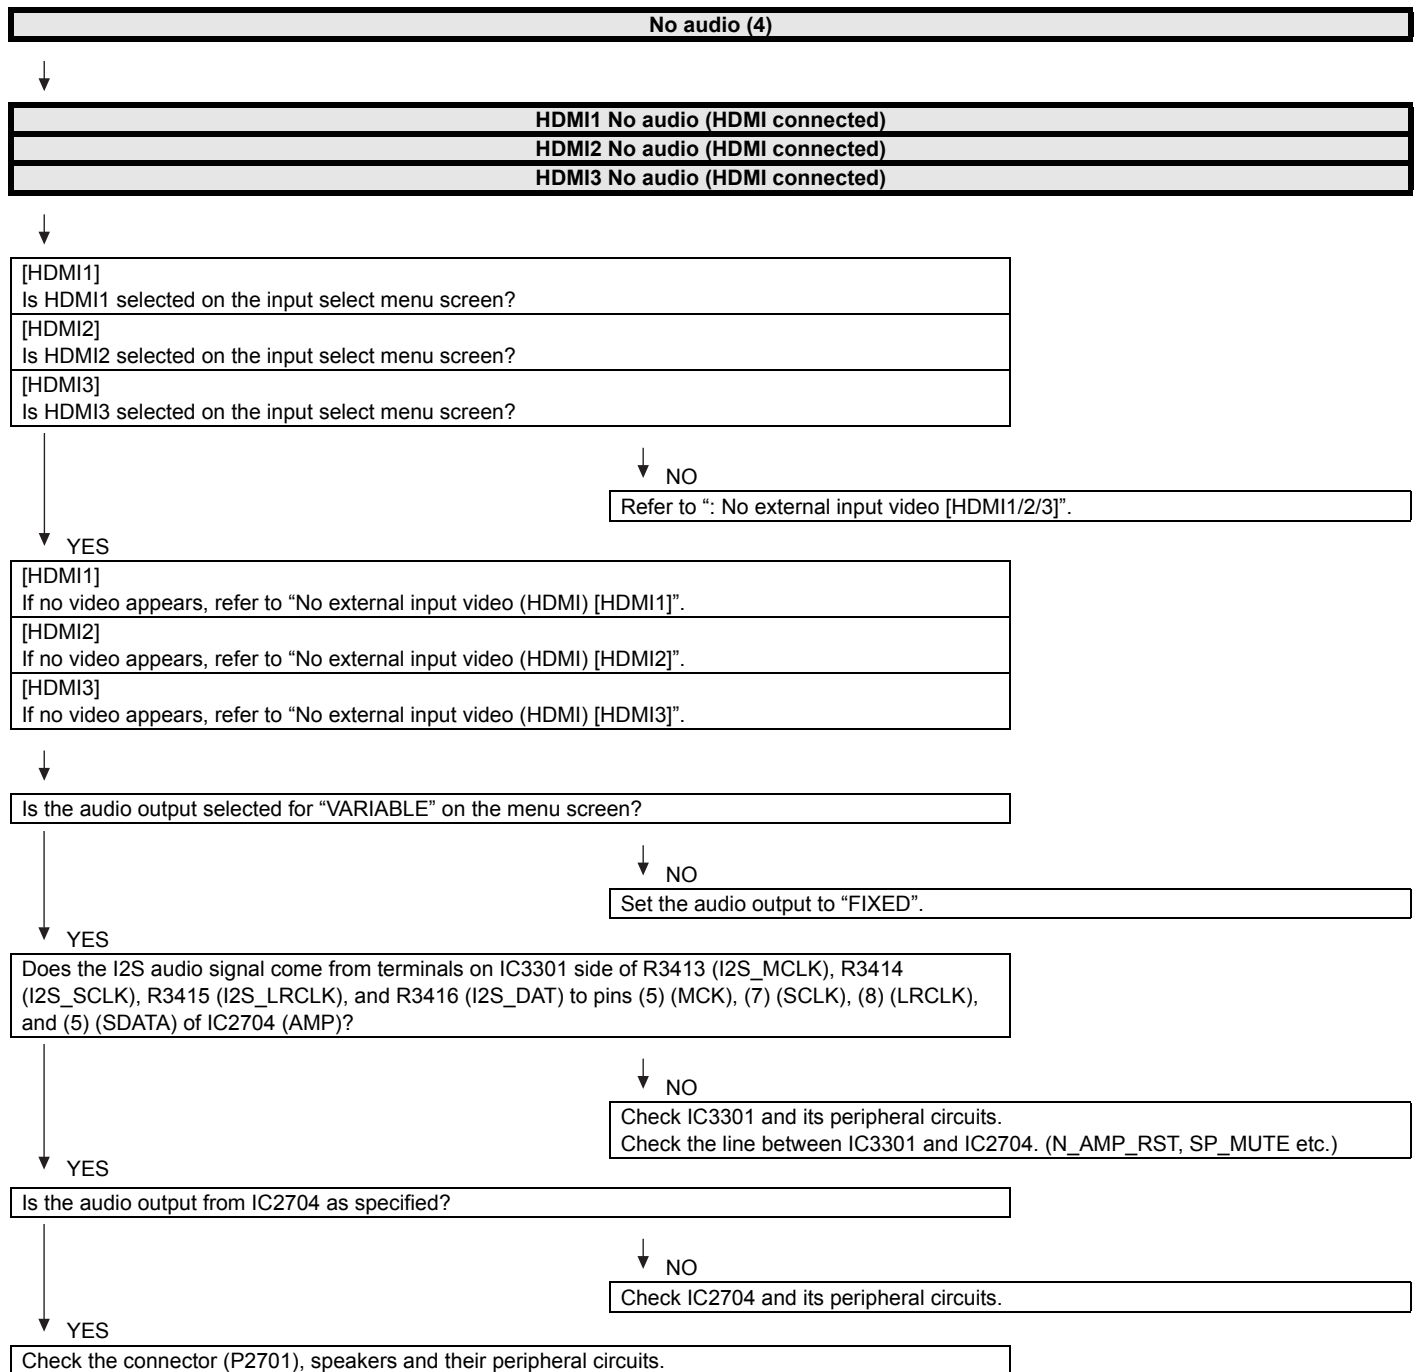 No audio (4)
HDMI1 No audio (HDMI connected)
HDMI2 No audio (HDMI connected)
HDMI3 No audio (HDMI connected)
[HDMI1]
Is HDMI1 selected on the input select menu screen?
[HDMI2]
Is HDMI2 selected on the input select menu screen?
[HDMI3]
Is HDMI3 selected on the input select menu screen?
NO
Refer to “: No external input video [HDMI1/2/3]”.
YES
[HDMI1]
If no video appears, refer to “No external input video (HDMI) [HDMI1]”.
[HDMI2]
If no video appears, refer to “No external input video (HDMI) [HDMI2]”.
[HDMI3]
If no video appears, refer to “No external input video (HDMI) [HDMI3]”.
Is the audio output selected for “VARIABLE” on the menu screen?
NO
Set the audio output to “FIXED”.
YES
Does the I2S audio signal come from terminals on IC3301 side of R3413 (I2S_MCLK), R3414
(I2S_SCLK), R3415 (I2S_LRCLK), and R3416 (I2S_DAT) to pins (5) (MCK), (7) (SCLK), (8) (LRCLK),
and (5) (SDATA) of IC2704 (AMP)?
NO
Check IC3301 and its peripheral circuits.
Check the line between IC3301 and IC2704. (N_AMP_RST, SP_MUTE etc.)
YES
Is the audio output from IC2704 as specified?
NO
Check IC2704 and its peripheral circuits.
YES
Check the connector (P2701), speakers and their peripheral circuits.